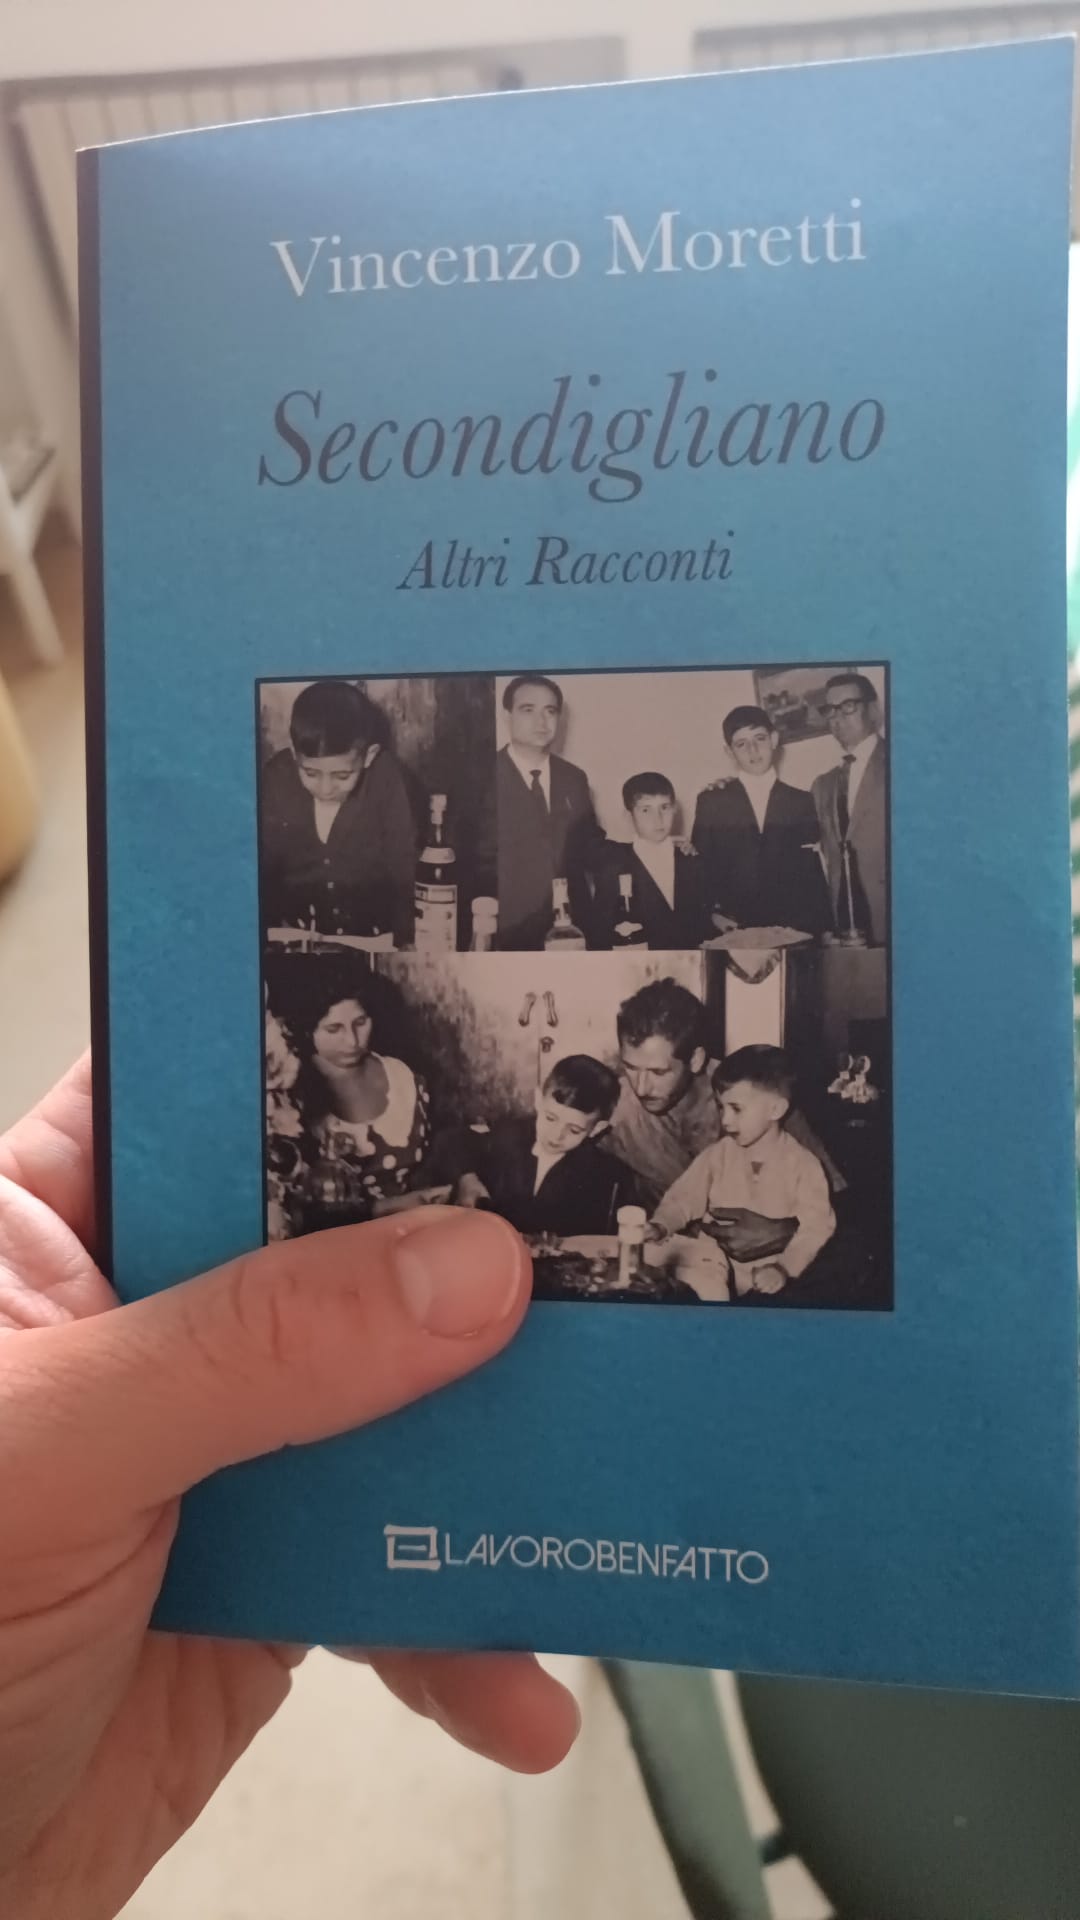 Vincenzo Moretti
Secondigliano
Altri Racconti
LAVOROBENFATTO